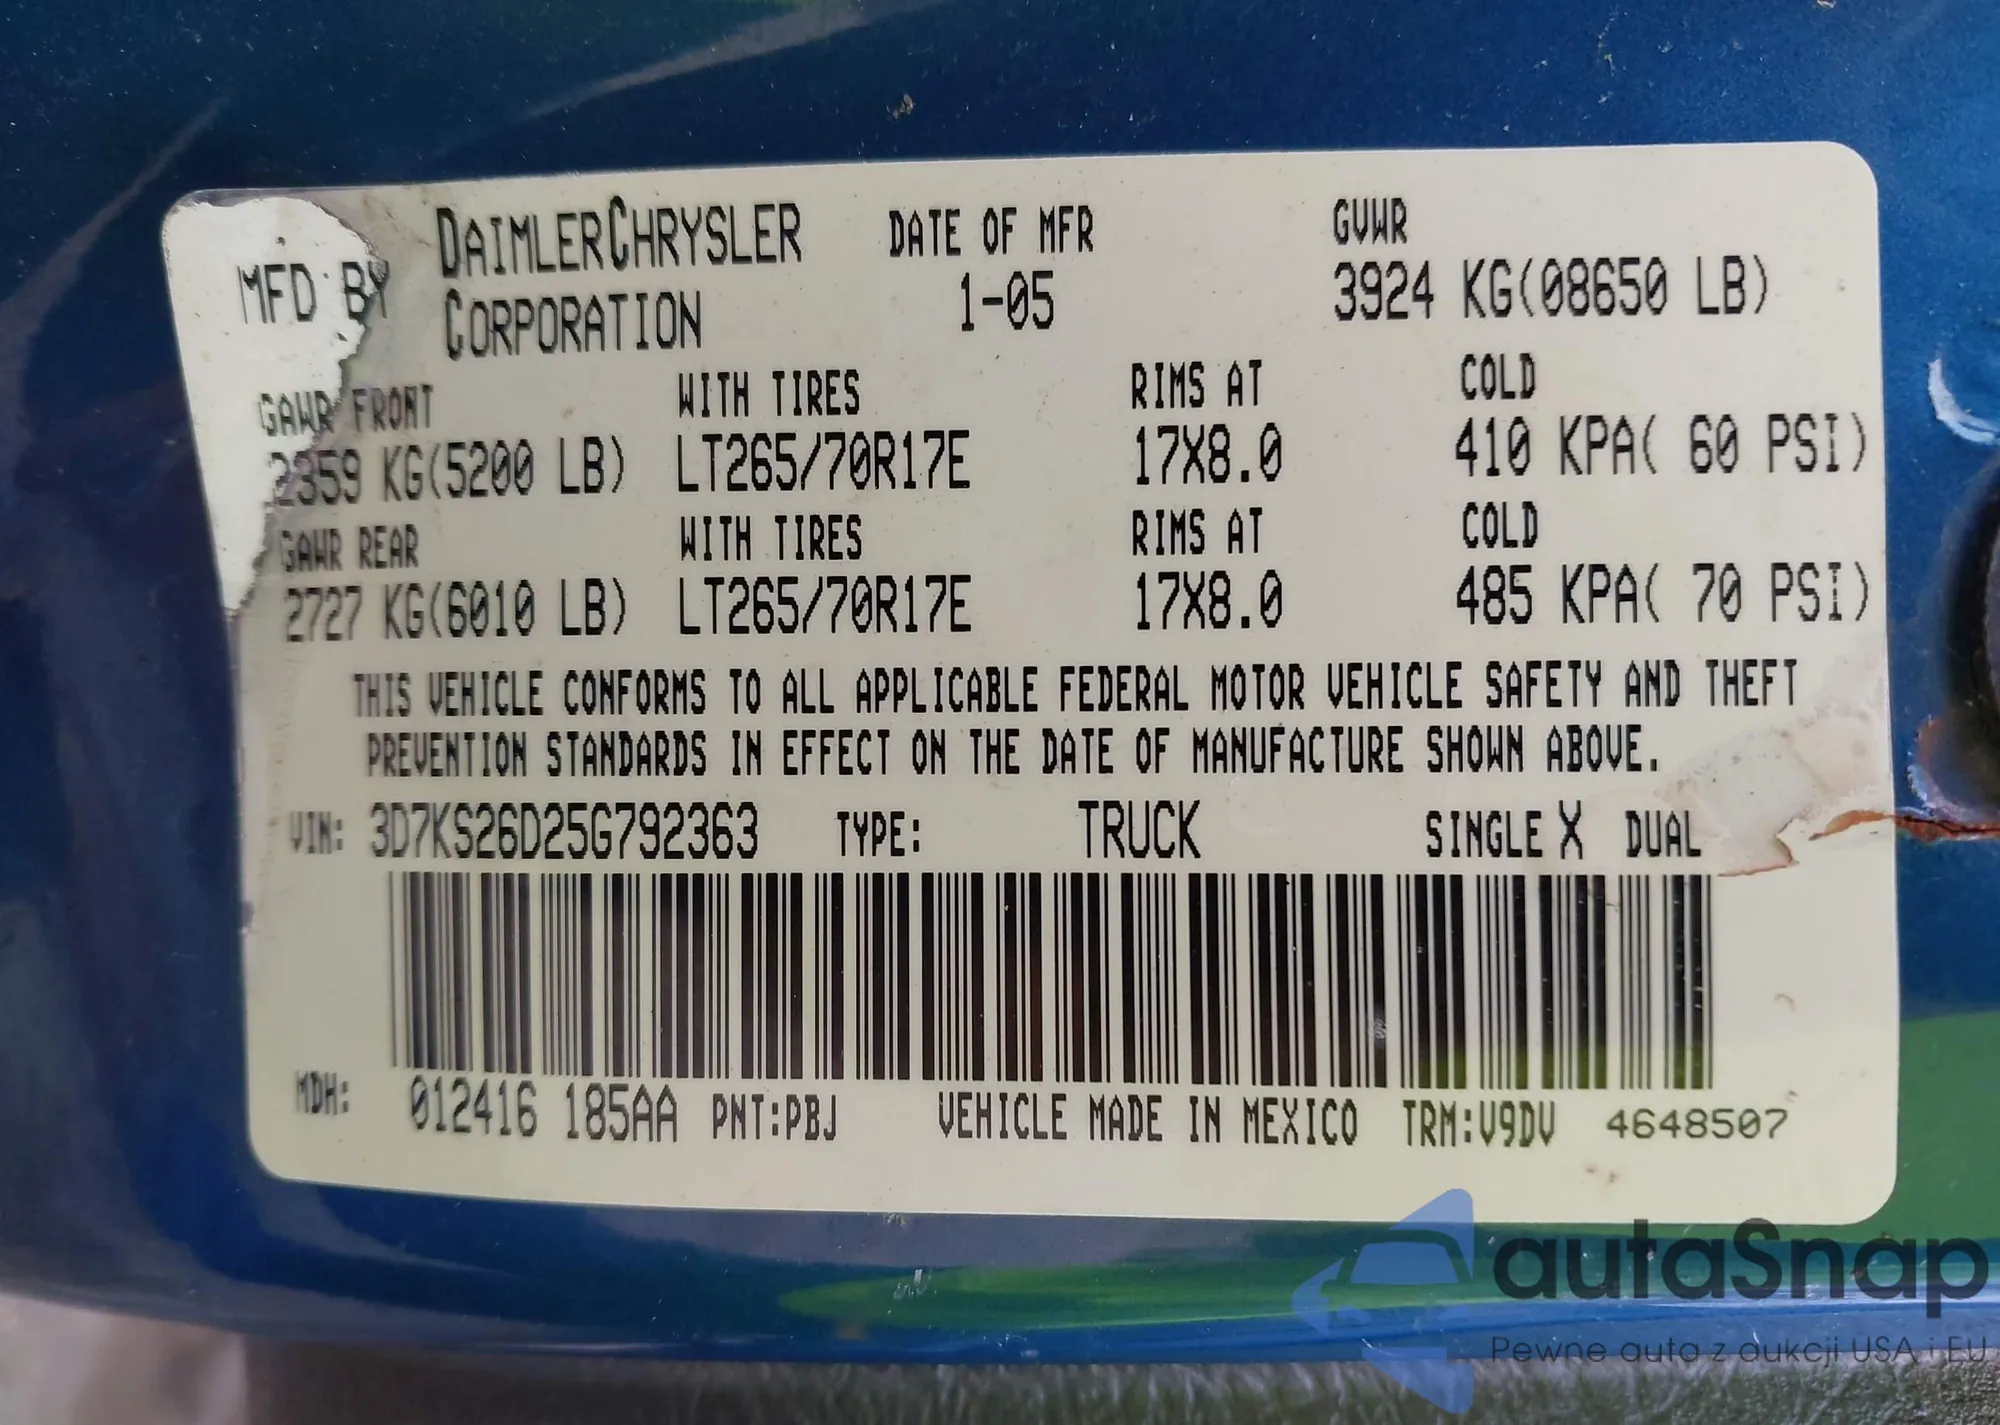 MFD BY DAIMLERCHRYSLER CORPORATION DATE OF MFR 1-05 GVWR 3924 KG(08650 LB)
GAWR FRONT WITH TIRES RIMS AT COLD
2359 KG(5200 LB) LT265/70R17E 17X8.0 410 KPA( 60 PSI)
GAWR REAR WITH TIRES RIMS AT COLD
2727 KG(6010 LB) LT265/70R17E 17X8.0 485 KPA( 70 PSI)
THIS VEHICLE CONFORMS TO ALL APPLICABLE FEDERAL MOTOR VEHICLE SAFETY AND THEFT
PREVENTION STANDARDS IN EFFECT ON THE DATE OF MANUFACTURE SHOWN ABOVE.
VIN: 3D7KS26D25G792363 TYPE: TRUCK SINGLE X DUAL
MDH: 012416 185AA PNT:PBJ VEHICLE MADE IN MEXICO TRM:V9DV 4648507
autaSnap
Pewne auta z aukcji USA i EU